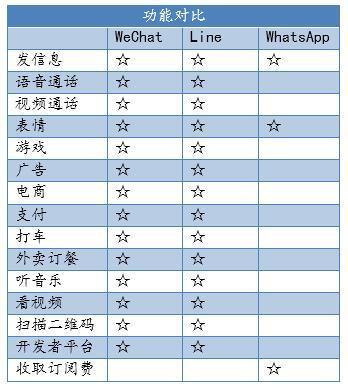 功能对比
WeChat Line WhatsApp
发信息 ☆ ☆ ☆
语音通话 ☆ ☆
视频通话 ☆ ☆
表情 ☆ ☆ ☆
游戏 ☆ ☆
广告 ☆ ☆
电商 ☆ ☆
支付 ☆ ☆
打车 ☆ ☆
外卖订餐 ☆ ☆
听音乐 ☆ ☆
看视频 ☆ ☆
扫描二维码 ☆ ☆
开发者平台 ☆ ☆
收取订阅费 ☆